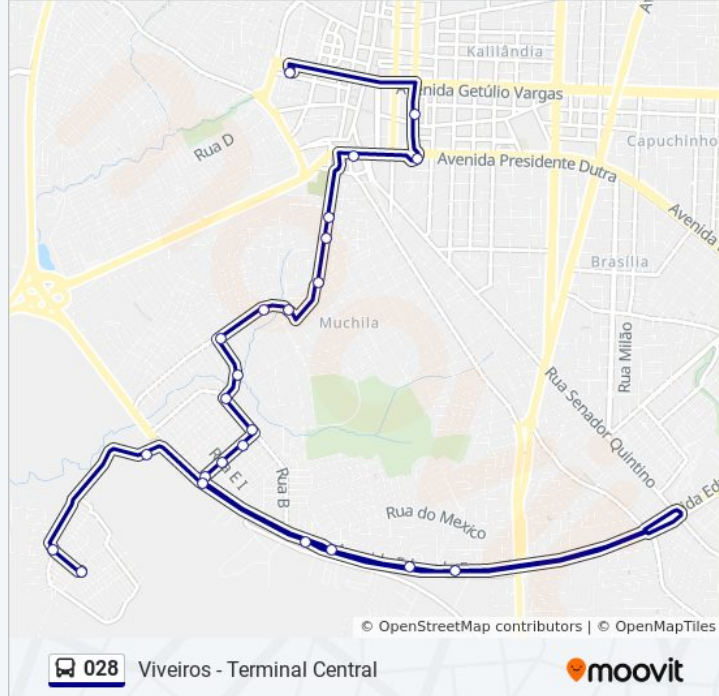 Kalilândia
Avenida Getúlio Vargas
Rua D
Capuchinho
Avenida Presidente Dutra
Avenida
Brasília
Muchila
Rua Milão
Rua Senador Quintino
Rua E I
Rua B
Rua do Mexico
© OpenStreetMap contributors | © OpenMapTiles
028 Viveiros - Terminal Central
moovit